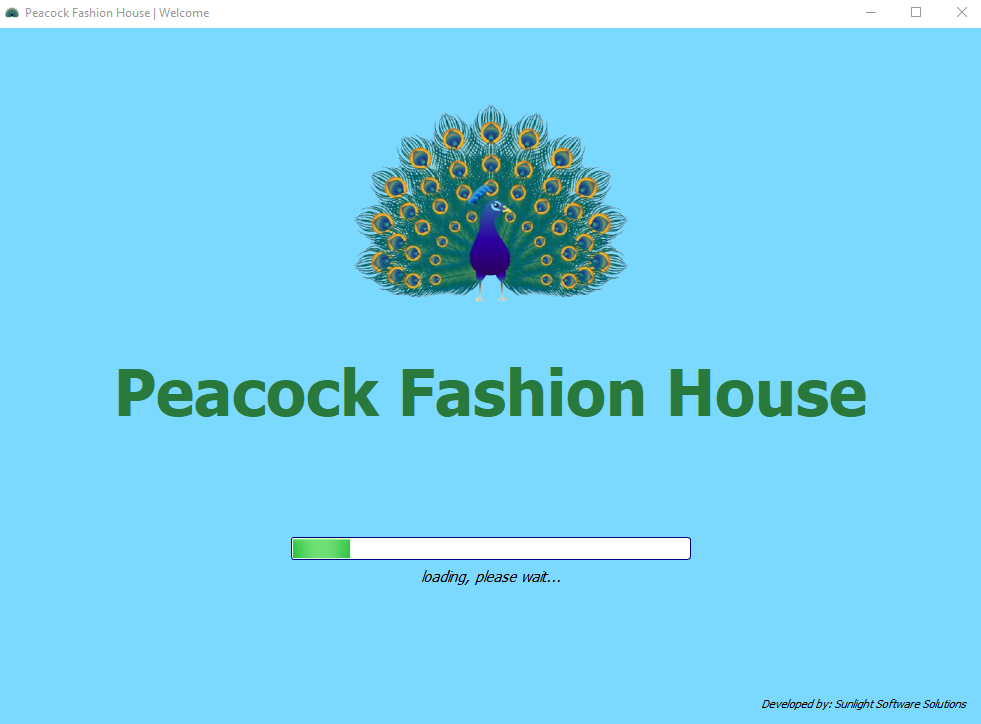 Peacock Fashion House | Welcome
Peacock Fashion House
loading, please wait...
Developed by: Sunlight Software Solutions